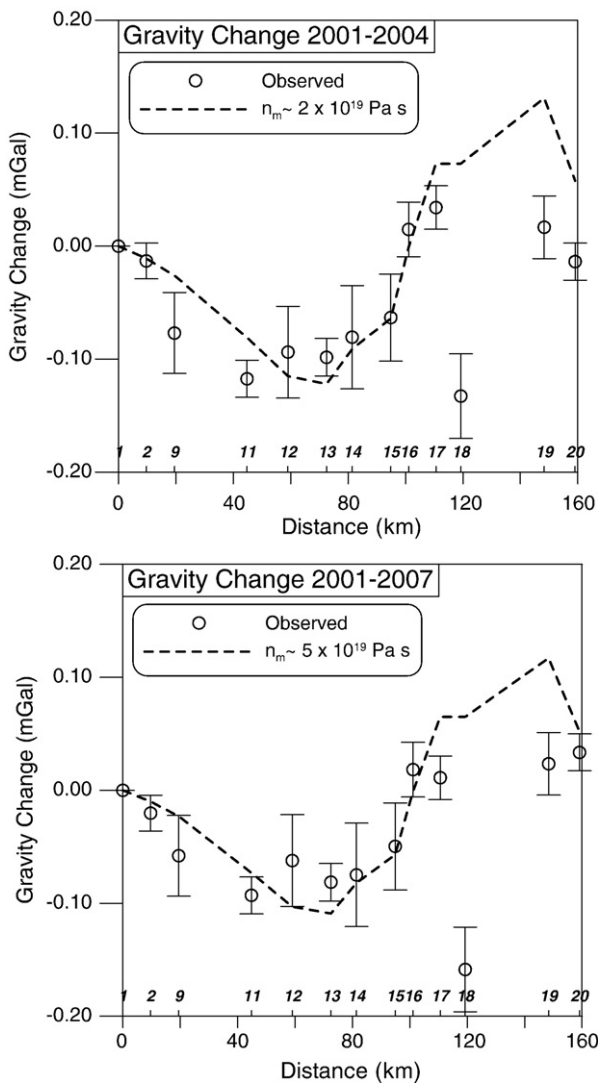 Gravity Change 2001-2004
Observed
n_m~ 2 x 10¹⁹ Pa s
Gravity Change (mGal)
0.20
0.10
0.00
-0.10
-0.20
1 2 9 11 12 13 14 15 16 17 18 19 20
0 40 80 120 160
Distance (km)
Gravity Change 2001-2007
Observed
n_m~ 5 x 10¹⁹ Pa s
Gravity Change (mGal)
0.20
0.10
0.00
-0.10
-0.20
1 2 9 11 12 13 14 15 16 17 18 19 20
0 40 80 120 160
Distance (km)